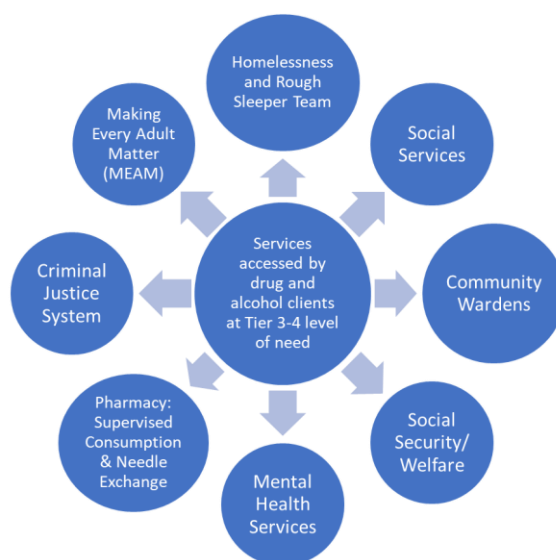 Homelessness
and Rough
Sleeper Team
Social
Services
Community
Wardens
Social
Security/
Welfare
Mental
Health
Services
Pharmacy:
Supervised
Consumption
& Needle
Exchange
Criminal
Justice
System
Making
Every Adult
Matter
(MEAM)
Services
accessed by
drug and
alcohol clients
at Tier 3-4 level
of need